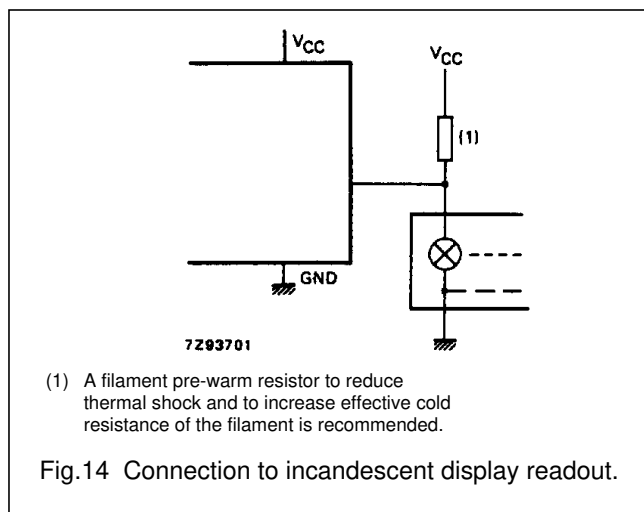 VCC
VCC
(1)
GND
7Z93701
(1) A filament pre-warm resistor to reduce
thermal shock and to increase effective cold
resistance of the filament is recommended.
Fig.14 Connection to incandescent display readout.